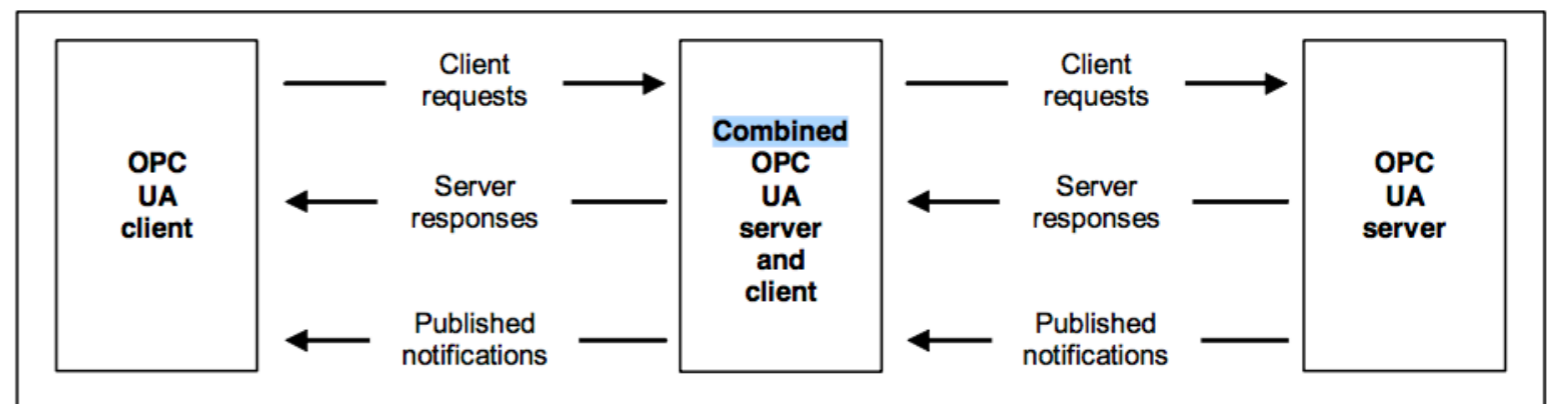 OPC
UA
client
Client
requests
Server
responses
Published
notifications
Combined
OPC
UA
server
and
client
Client
requests
Server
responses
Published
notifications
OPC
UA
server